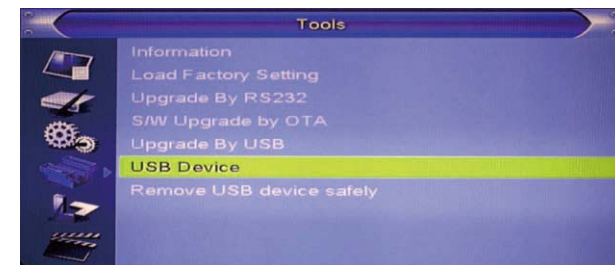 Tools
Information
Load Factory Setting
Upgrade By RS232
S/W Upgrade by OTA
Upgrade By USB
USB Device
Remove USB device safely